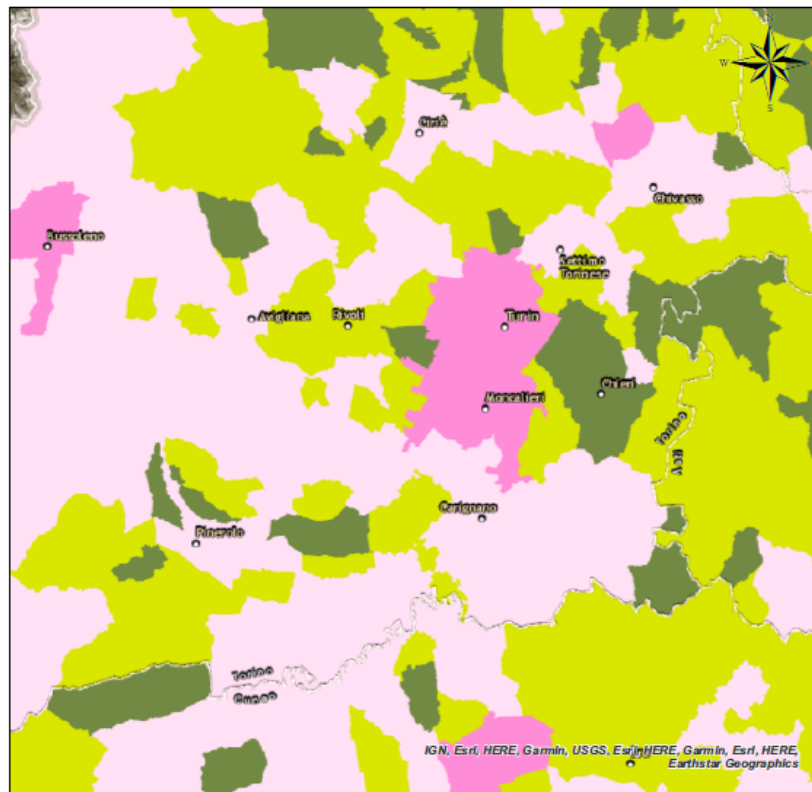 W
S
Ciriè
Chivasso
Bussoleno
Settimo
Torinese
Avigliana
Rivoli
Turin
Chieri
Moncalieri
Torino
Asti
Carignano
Pinerolo
Torino
Cuneo
IGN, Esri, HERE, Garmin, USGS, Esri, HERE, Garmin, Esri, HERE,
Earthstar Geographics